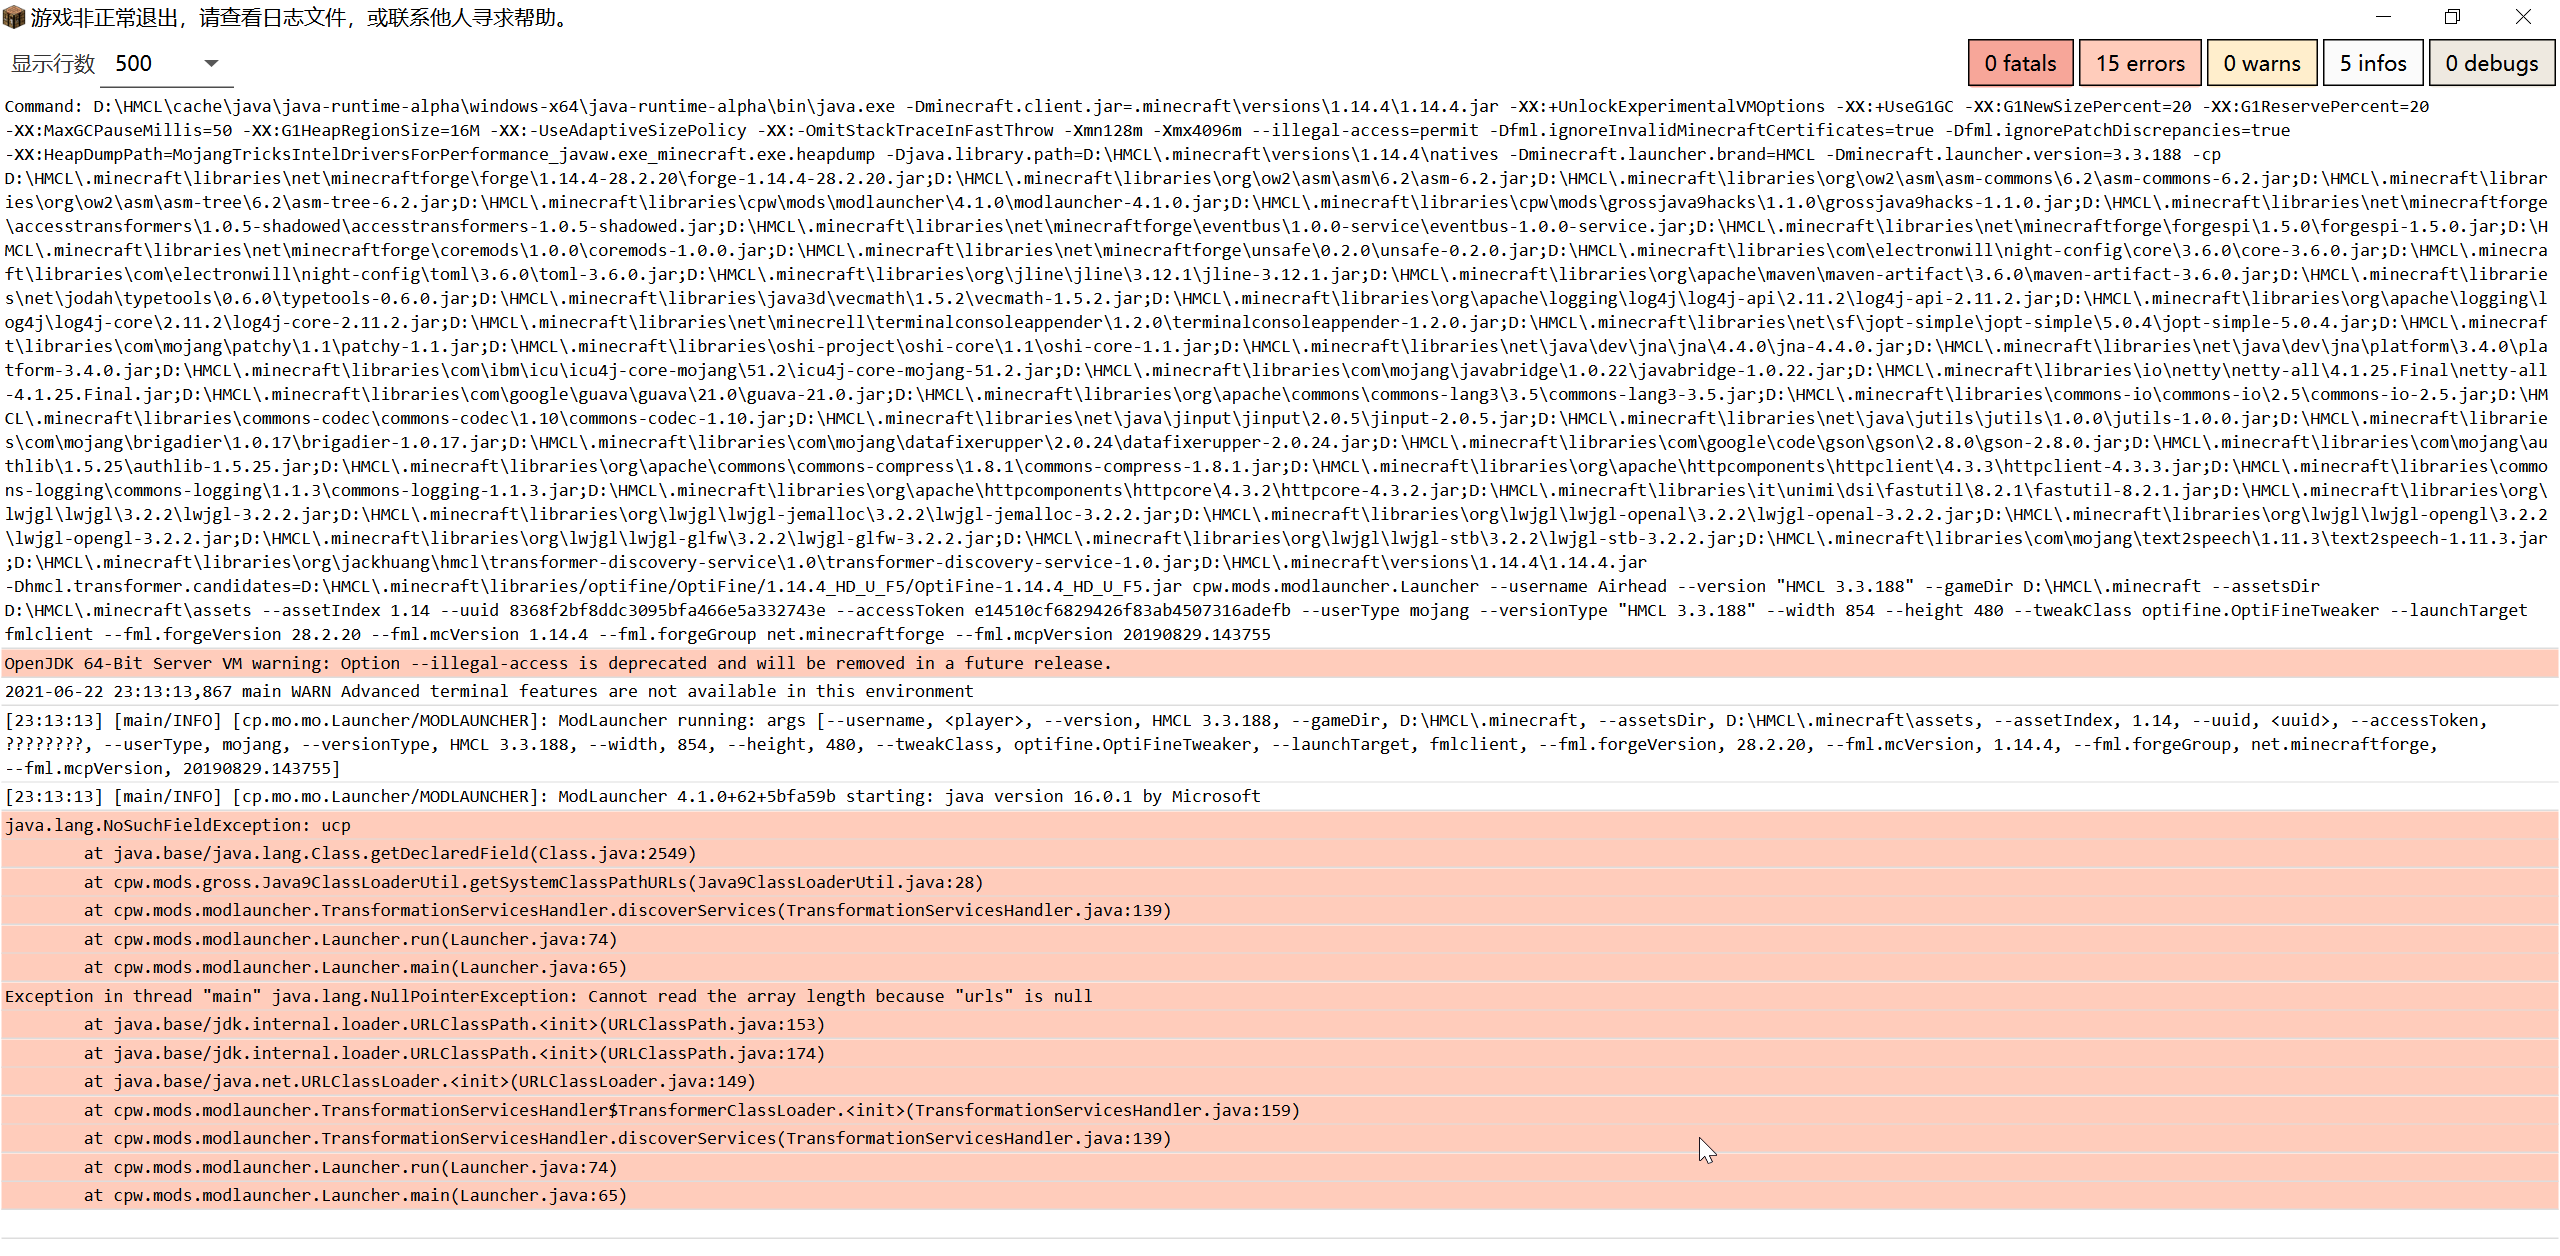 游戏非正常退出，请查看日志文件，或联系他人寻求帮助。
显示行数 500 0 fatals 15 errors 0 warns 5 infos 0 debugs
Command: D:\HMCL\cache\java\java-runtime-alpha\windows-x64\java-runtime-alpha\bin\java.exe -Dminecraft.client.jar=.minecraft\versions\1.14.4\1.14.4.jar -XX:+UnlockExperimentalVMOptions -XX:+UseG1GC -XX:G1NewSizePercent=20 -XX:G1ReservePercent=20
-XX:MaxGCPauseMillis=50 -XX:G1HeapRegionSize=16M -XX:-UseAdaptiveSizePolicy -XX:-OmitStackTraceInFastThrow -Xmn128m -Xmx4096m --illegal-access=permit -Dfml.ignoreInvalidMinecraftCertificates=true -Dfml.ignorePatchDiscrepancies=true
-XX:HeapDumpPath=MojangTricksIntelDriversForPerformance_javaw.exe_minecraft.exe.heapdump -Djava.library.path=D:\HMCL\.minecraft\versions\1.14.4\natives -Dminecraft.launcher.brand=HMCL -Dminecraft.launcher.version=3.3.188 -cp
D:\HMCL\.minecraft\libraries\net\minecraftforge\forge\1.14.4-28.2.20\forge-1.14.4-28.2.20.jar;D:\HMCL\.minecraft\libraries\org\ow2\asm\asm\6.2\asm-6.2.jar;D:\HMCL\.minecraft\libraries\org\ow2\asm\asm-commons\6.2\asm-commons-6.2.jar;D:\HMCL\.minecraft\librar
ies\org\ow2\asm\asm-tree\6.2\asm-tree-6.2.jar;D:\HMCL\.minecraft\libraries\cpw\mods\modlauncher\4.1.0\modlauncher-4.1.0.jar;D:\HMCL\.minecraft\libraries\cpw\mods\grossjava9hacks\1.1.0\grossjava9hacks-1.1.0.jar;D:\HMCL\.minecraft\libraries\net\minecraftforge
\accesstransformers\1.0.5-shadowed\accesstransformers-1.0.5-shadowed.jar;D:\HMCL\.minecraft\libraries\net\minecraftforge\eventbus\1.0.0-service\eventbus-1.0.0-service.jar;D:\HMCL\.minecraft\libraries\net\minecraftforge\forgespi\1.5.0\forgespi-1.5.0.jar;D:\H
MCL\.minecraft\libraries\net\minecraftforge\coremods\1.0.0\coremods-1.0.0.jar;D:\HMCL\.minecraft\libraries\net\minecraftforge\unsafe\0.2.0\unsafe-0.2.0.jar;D:\HMCL\.minecraft\libraries\com\electronwill\night-config\core\3.6.0\core-3.6.0.jar;D:\HMCL\.minecra
ft\libraries\com\electronwill\night-config\toml\3.6.0\toml-3.6.0.jar;D:\HMCL\.minecraft\libraries\org\jline\jline\3.12.1\jline-3.12.1.jar;D:\HMCL\.minecraft\libraries\org\apache\maven\maven-artifact\3.6.0\maven-artifact-3.6.0.jar;D:\HMCL\.minecraft\librarie
s\net\jodah\typetools\0.6.0\typetools-0.6.0.jar;D:\HMCL\.minecraft\libraries\java3d\vecmath\1.5.2\vecmath-1.5.2.jar;D:\HMCL\.minecraft\libraries\org\apache\logging\log4j\log4j-api\2.11.2\log4j-api-2.11.2.jar;D:\HMCL\.minecraft\libraries\org\apache\logging\l
og4j\log4j-core\2.11.2\log4j-core-2.11.2.jar;D:\HMCL\.minecraft\libraries\net\minecrell\terminalconsoleappender\1.2.0\terminalconsoleappender-1.2.0.jar;D:\HMCL\.minecraft\libraries\net\sf\jopt-simple\jopt-simple\5.0.4\jopt-simple-5.0.4.jar;D:\HMCL\.minecraf
t\libraries\com\mojang\patchy\1.1\patchy-1.1.jar;D:\HMCL\.minecraft\libraries\oshi-project\oshi-core\1.1\oshi-core-1.1.jar;D:\HMCL\.minecraft\libraries\net\java\dev\jna\jna\4.4.0\jna-4.4.0.jar;D:\HMCL\.minecraft\libraries\net\java\dev\jna\platform\3.4.0\pla
tform-3.4.0.jar;D:\HMCL\.minecraft\libraries\com\ibm\icu\icu4j-core-mojang\51.2\icu4j-core-mojang-51.2.jar;D:\HMCL\.minecraft\libraries\com\mojang\javabridge\1.0.22\javabridge-1.0.22.jar;D:\HMCL\.minecraft\libraries\io\netty\netty-all\4.1.25.Final\netty-all
-4.1.25.Final.jar;D:\HMCL\.minecraft\libraries\com\google\guava\guava\21.0\guava-21.0.jar;D:\HMCL\.minecraft\libraries\org\apache\commons\commons-lang3\3.5\commons-lang3-3.5.jar;D:\HMCL\.minecraft\libraries\commons-io\commons-io\2.5\commons-io-2.5.jar;D:\HM
CL\.minecraft\libraries\commons-codec\commons-codec\1.10\commons-codec-1.10.jar;D:\HMCL\.minecraft\libraries\net\java\jinput\jinput\2.0.5\jinput-2.0.5.jar;D:\HMCL\.minecraft\libraries\net\java\jutils\jutils\1.0.0\jutils-1.0.0.jar;D:\HMCL\.minecraft\librarie
s\com\mojang\brigadier\1.0.17\brigadier-1.0.17.jar;D:\HMCL\.minecraft\libraries\com\mojang\datafixerupper\2.0.24\datafixerupper-2.0.24.jar;D:\HMCL\.minecraft\libraries\com\google\code\gson\gson\2.8.0\gson-2.8.0.jar;D:\HMCL\.minecraft\libraries\com\mojang\au
thlib\1.5.25\authlib-1.5.25.jar;D:\HMCL\.minecraft\libraries\org\apache\commons\commons-compress\1.8.1\commons-compress-1.8.1.jar;D:\HMCL\.minecraft\libraries\org\apache\httpcomponents\httpclient\4.3.3\httpclient-4.3.3.jar;D:\HMCL\.minecraft\libraries\commo
ns-logging\commons-logging\1.1.3\commons-logging-1.1.3.jar;D:\HMCL\.minecraft\libraries\org\apache\httpcomponents\httpcore\4.3.2\httpcore-4.3.2.jar;D:\HMCL\.minecraft\libraries\it\unimi\dsi\fastutil\8.2.1\fastutil-8.2.1.jar;D:\HMCL\.minecraft\libraries\org\
lwjgl\lwjgl\3.2.2\lwjgl-3.2.2.jar;D:\HMCL\.minecraft\libraries\org\lwjgl\lwjgl-jemalloc\3.2.2\lwjgl-jemalloc-3.2.2.jar;D:\HMCL\.minecraft\libraries\org\lwjgl\lwjgl-openal\3.2.2\lwjgl-openal-3.2.2.jar;D:\HMCL\.minecraft\libraries\org\lwjgl\lwjgl-opengl\3.2.2
\lwjgl-opengl-3.2.2.jar;D:\HMCL\.minecraft\libraries\org\lwjgl\lwjgl-glfw\3.2.2\lwjgl-glfw-3.2.2.jar;D:\HMCL\.minecraft\libraries\org\lwjgl\lwjgl-stb\3.2.2\lwjgl-stb-3.2.2.jar;D:\HMCL\.minecraft\libraries\com\mojang\text2speech\1.11.3\text2speech-1.11.3.jar
;D:\HMCL\.minecraft\libraries\org\jackhuang\hmcl\transformer-discovery-service\1.0\transformer-discovery-service-1.0.jar;D:\HMCL\.minecraft\versions\1.14.4\1.14.4.jar
-Dhmcl.transformer.candidates=D:\HMCL\.minecraft\libraries/optifine/OptiFine/1.14.4_HD_U_F5/OptiFine-1.14.4_HD_U_F5.jar cpw.mods.modlauncher.Launcher --username Airhead --version "HMCL 3.3.188" --gameDir D:\HMCL\.minecraft --assetsDir
D:\HMCL\.minecraft\assets --assetIndex 1.14 --uuid 8368f2bf8ddc3095bfa466e5a332743e --accessToken e14510cf6829426f83ab4507316adefb --userType mojang --versionType "HMCL 3.3.188" --width 854 --height 480 --tweakClass optifine.OptiFineTweaker --launchTarget
fmlclient --fml.forgeVersion 28.2.20 --fml.mcVersion 1.14.4 --fml.forgeGroup net.minecraftforge --fml.mcpVersion 20190829.143755
OpenJDK 64-Bit Server VM warning: Option --illegal-access is deprecated and will be removed in a future release.
2021-06-22 23:13:13,867 main WARN Advanced terminal features are not available in this environment
[23:13:13] [main/INFO] [cp.mo.mo.Launcher/MODLAUNCHER]: ModLauncher running: args [--username, <player>, --version, HMCL 3.3.188, --gameDir, D:\HMCL\.minecraft, --assetsDir, D:\HMCL\.minecraft\assets, --assetIndex, 1.14, --uuid, <uuid>, --accessToken,
????????, --userType, mojang, --versionType, HMCL 3.3.188, --width, 854, --height, 480, --tweakClass, optifine.OptiFineTweaker, --launchTarget, fmlclient, --fml.forgeVersion, 28.2.20, --fml.mcVersion, 1.14.4, --fml.forgeGroup, net.minecraftforge,
--fml.mcpVersion, 20190829.143755]
[23:13:13] [main/INFO] [cp.mo.mo.Launcher/MODLAUNCHER]: ModLauncher 4.1.0+62+5bfa59b starting: java version 16.0.1 by Microsoft
java.lang.NoSuchFieldException: ucp
at java.base/java.lang.Class.getDeclaredField(Class.java:2549)
at cpw.mods.gross.Java9ClassLoaderUtil.getSystemClassPathURLs(Java9ClassLoaderUtil.java:28)
at cpw.mods.modlauncher.TransformationServicesHandler.discoverServices(TransformationServicesHandler.java:139)
at cpw.mods.modlauncher.Launcher.run(Launcher.java:74)
at cpw.mods.modlauncher.Launcher.main(Launcher.java:65)
Exception in thread "main" java.lang.NullPointerException: Cannot read the array length because "urls" is null
at java.base/jdk.internal.loader.URLClassPath.<init>(URLClassPath.java:153)
at java.base/jdk.internal.loader.URLClassPath.<init>(URLClassPath.java:174)
at java.base/java.net.URLClassLoader.<init>(URLClassLoader.java:149)
at cpw.mods.modlauncher.TransformationServicesHandler$TransformerClassLoader.<init>(TransformationServicesHandler.java:159)
at cpw.mods.modlauncher.TransformationServicesHandler.discoverServices(TransformationServicesHandler.java:139)
at cpw.mods.modlauncher.Launcher.run(Launcher.java:74)
at cpw.mods.modlauncher.Launcher.main(Launcher.java:65)